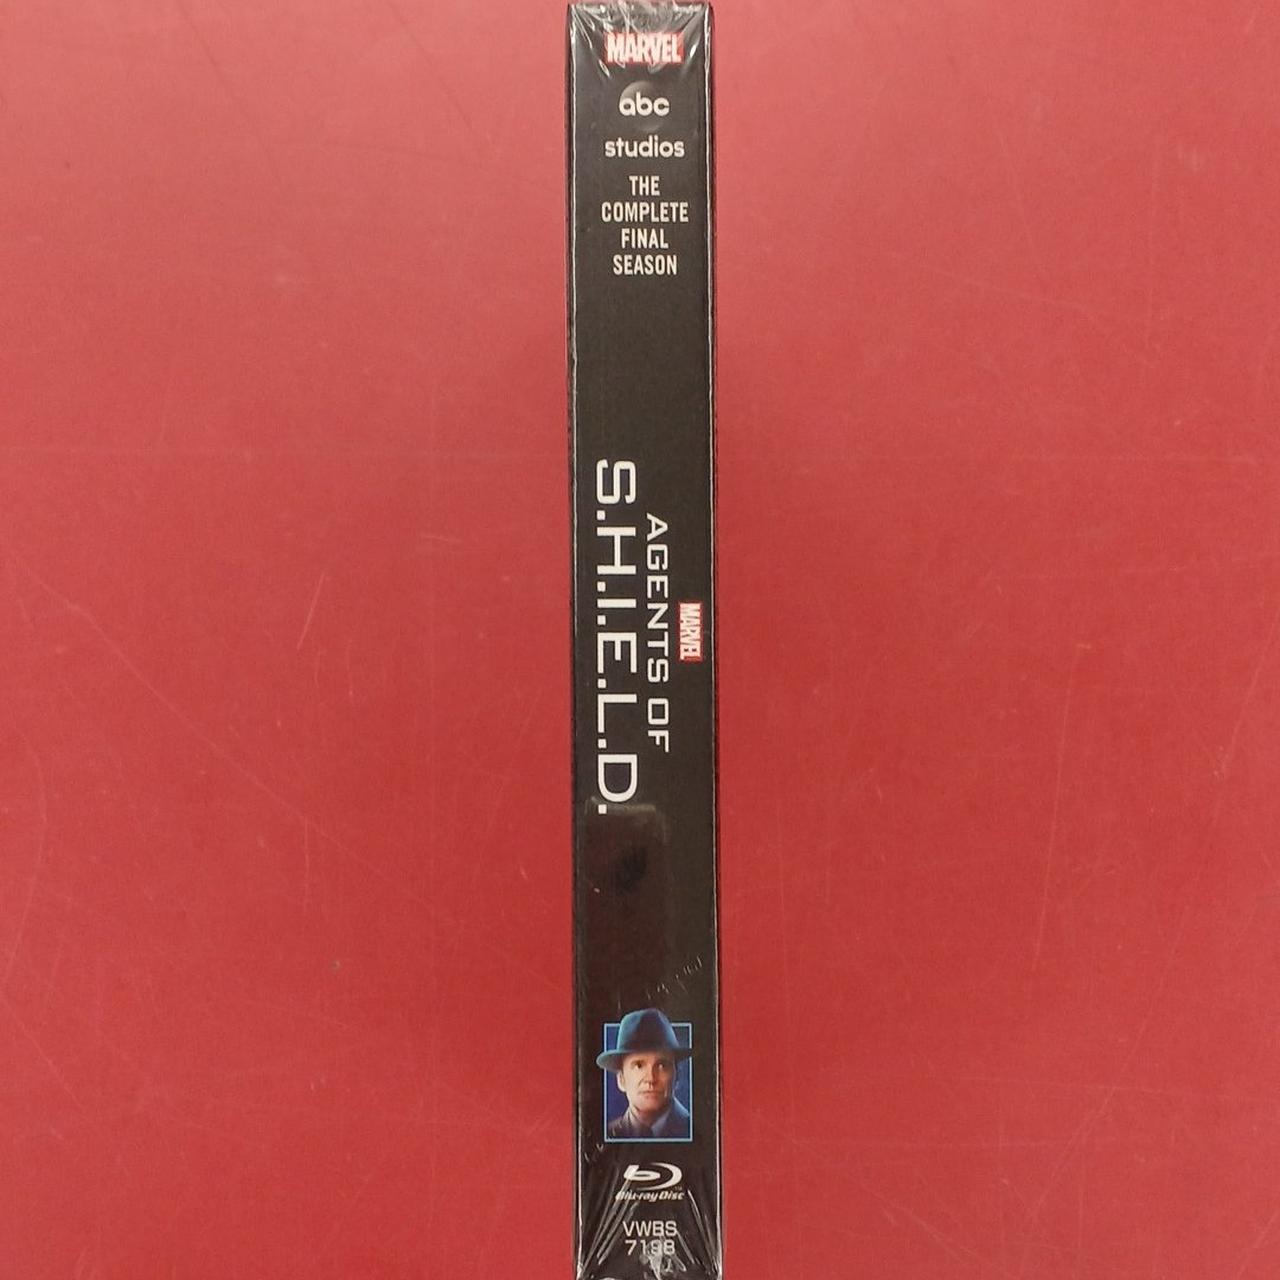 MARVEL
abc
studios
THE
COMPLETE
FINAL
SEASON
MARVEL
AGENTS OF
S.H.I.E.L.D.
Blu-ray Disc
VWBS
7198